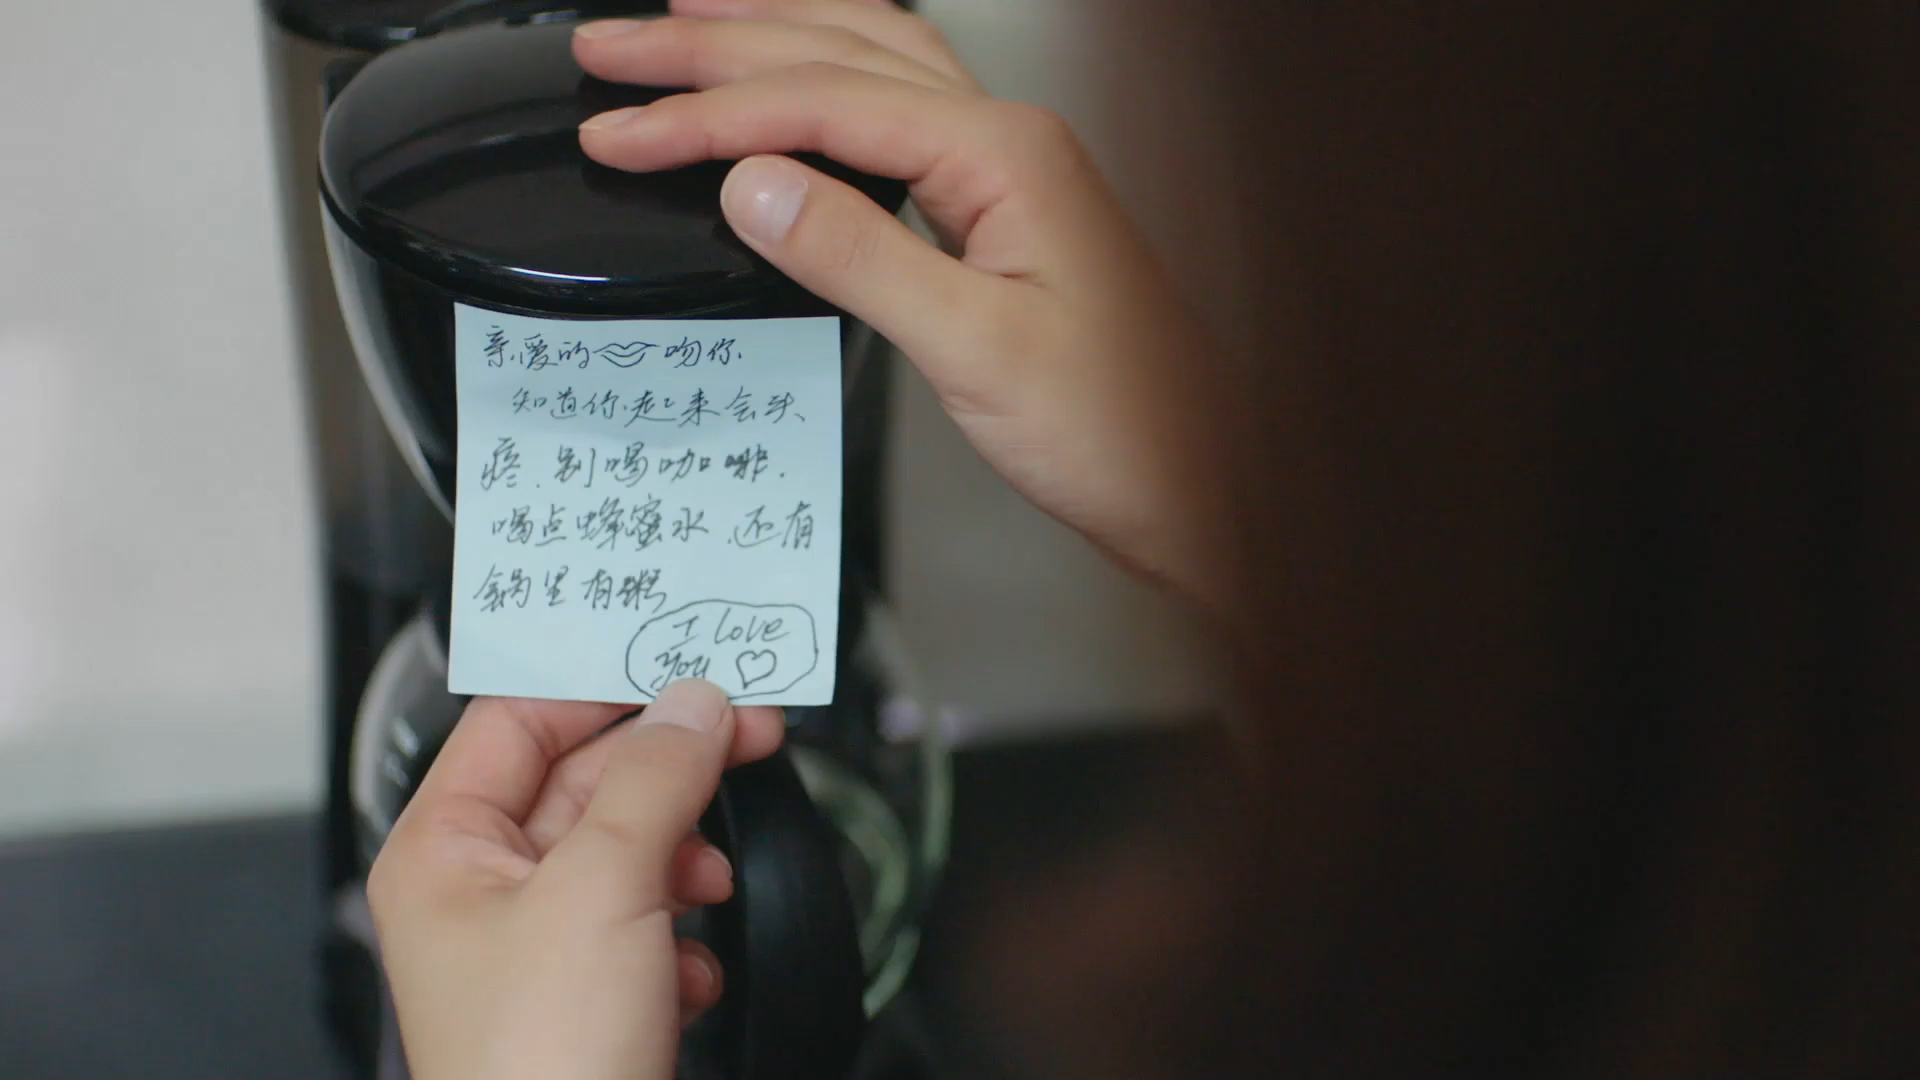 亲爱的 吻你.
知道你起来会头
疼.别喝咖啡.
喝点蜂蜜水.还有
锅里有粥
I love
you